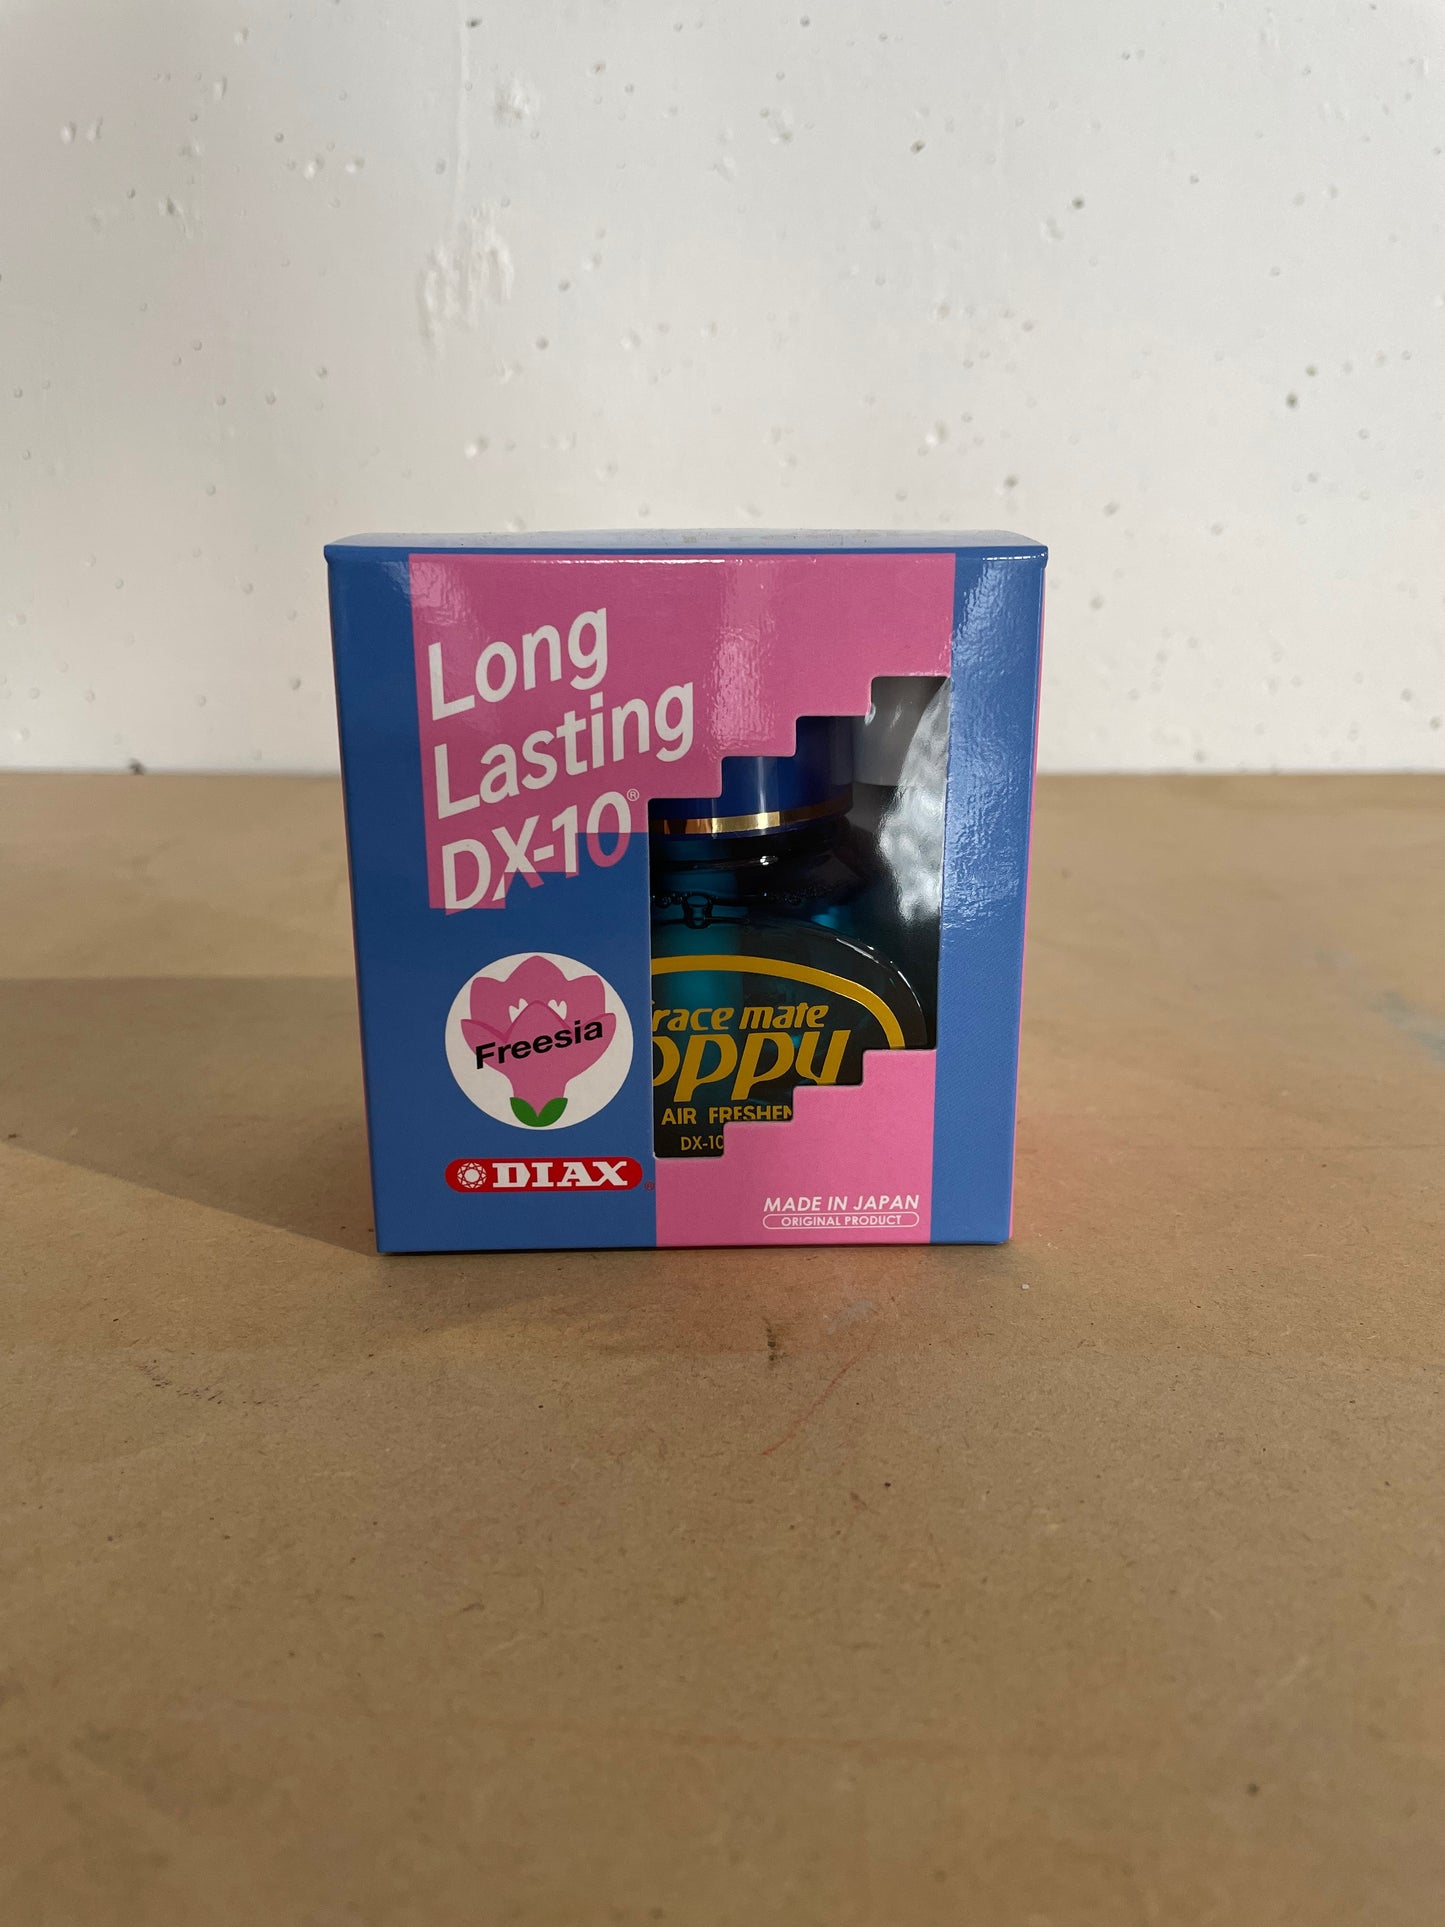 Long
Lasting
DX-10®
Freesia
DIAX®
race mate
oppy
AIR FRESHEN
DX-10
MADE IN JAPAN
ORIGINAL PRODUCT